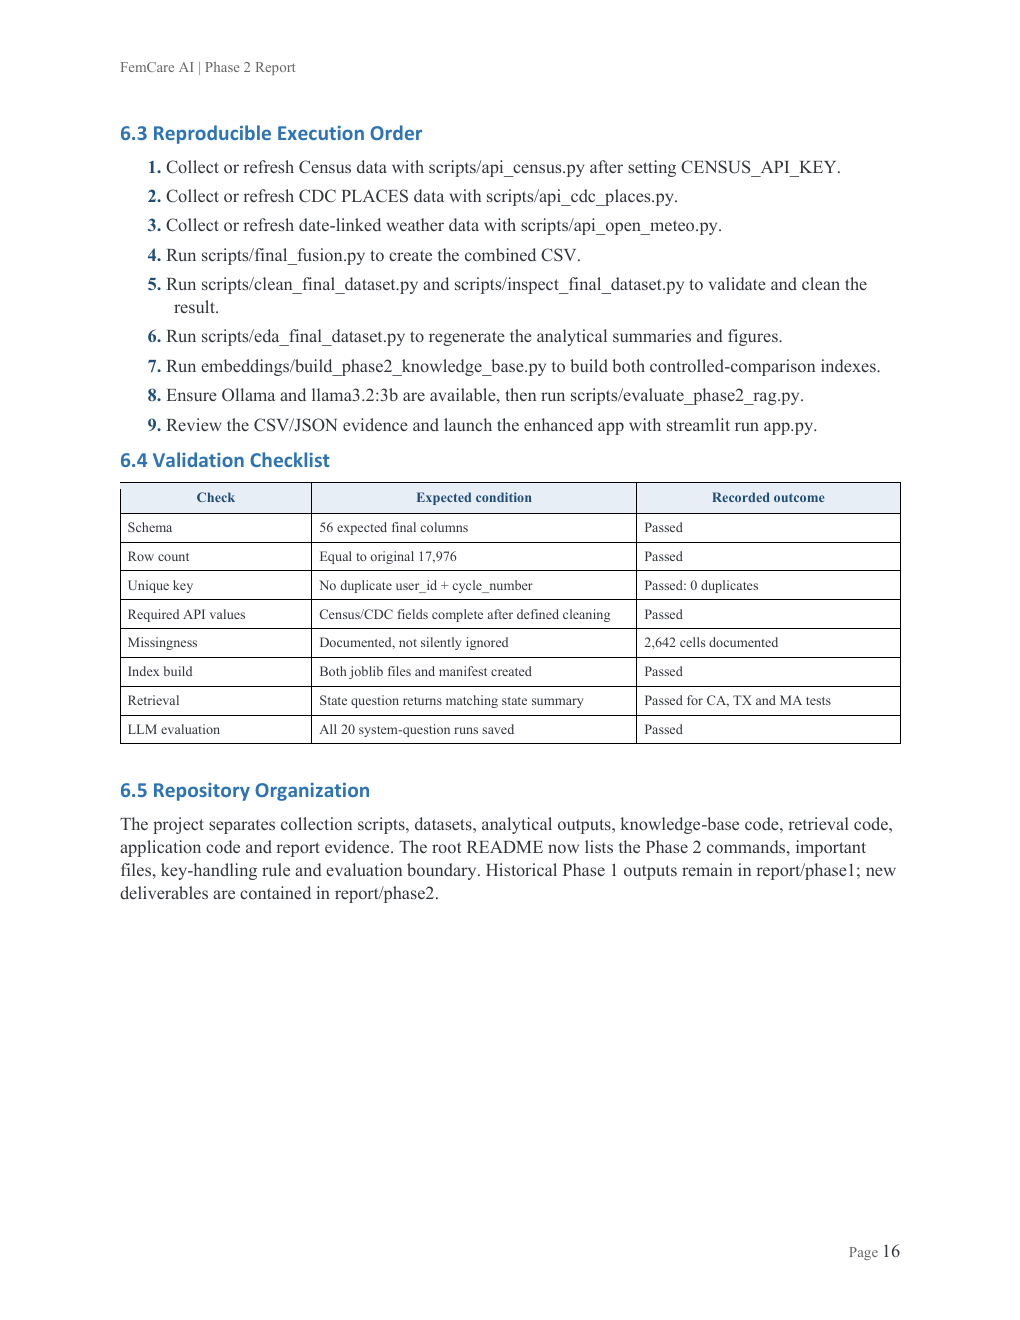 FemCare AI | Phase 2 Report
6.3 Reproducible Execution Order
1. Collect or refresh Census data with scripts/api_census.py after setting CENSUS_API_KEY.
2. Collect or refresh CDC PLACES data with scripts/api_cdc_places.py.
3. Collect or refresh date-linked weather data with scripts/api_open_meteo.py.
4. Run scripts/final_fusion.py to create the combined CSV.
5. Run scripts/clean_final_dataset.py and scripts/inspect_final_dataset.py to validate and clean the
result.
6. Run scripts/eda_final_dataset.py to regenerate the analytical summaries and figures.
7. Run embeddings/build_phase2_knowledge_base.py to build both controlled-comparison indexes.
8. Ensure Ollama and llama3.2:3b are available, then run scripts/evaluate_phase2_rag.py.
9. Review the CSV/JSON evidence and launch the enhanced app with streamlit run app.py.
6.4 Validation Checklist
Check Expected condition Recorded outcome
Schema 56 expected final columns Passed
Row count Equal to original 17,976 Passed
Unique key No duplicate user_id + cycle_number Passed: 0 duplicates
Required API values Census/CDC fields complete after defined cleaning Passed
Missingness Documented, not silently ignored 2,642 cells documented
Index build Both joblib files and manifest created Passed
Retrieval State question returns matching state summary Passed for CA, TX and MA tests
LLM evaluation All 20 system-question runs saved Passed
6.5 Repository Organization
The project separates collection scripts, datasets, analytical outputs, knowledge-base code, retrieval code,
application code and report evidence. The root README now lists the Phase 2 commands, important
files, key-handling rule and evaluation boundary. Historical Phase 1 outputs remain in report/phase1; new
deliverables are contained in report/phase2.
Page 16